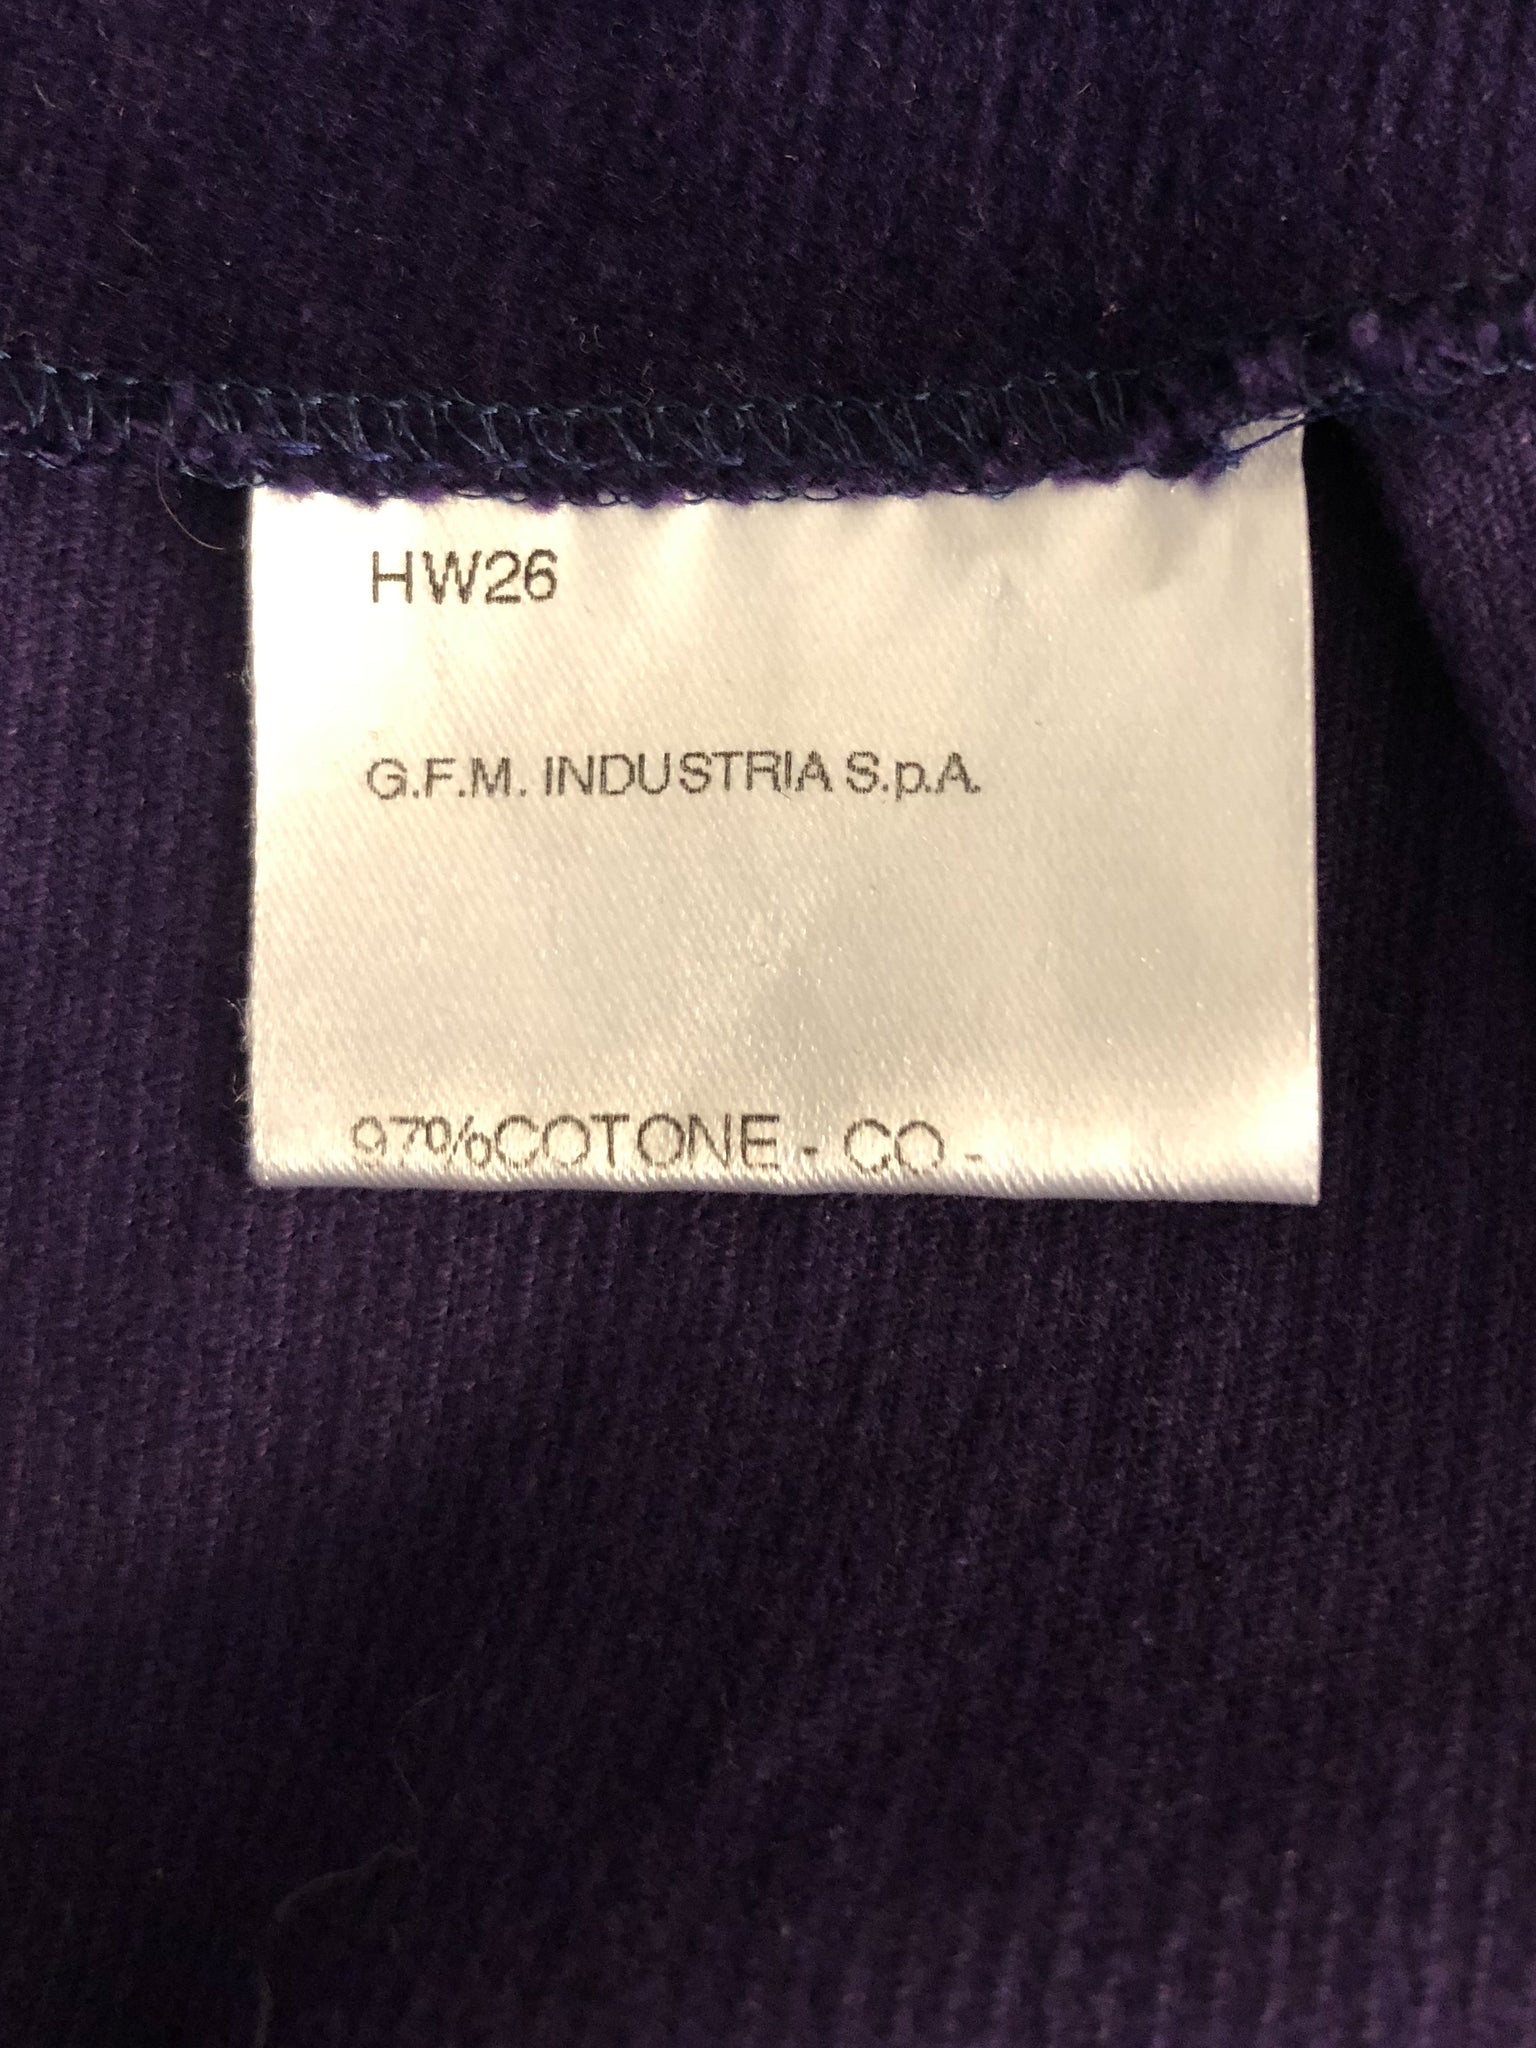 HW26
G.F.M. INDUSTRIA S.p.A.
97%COTONE - CO -